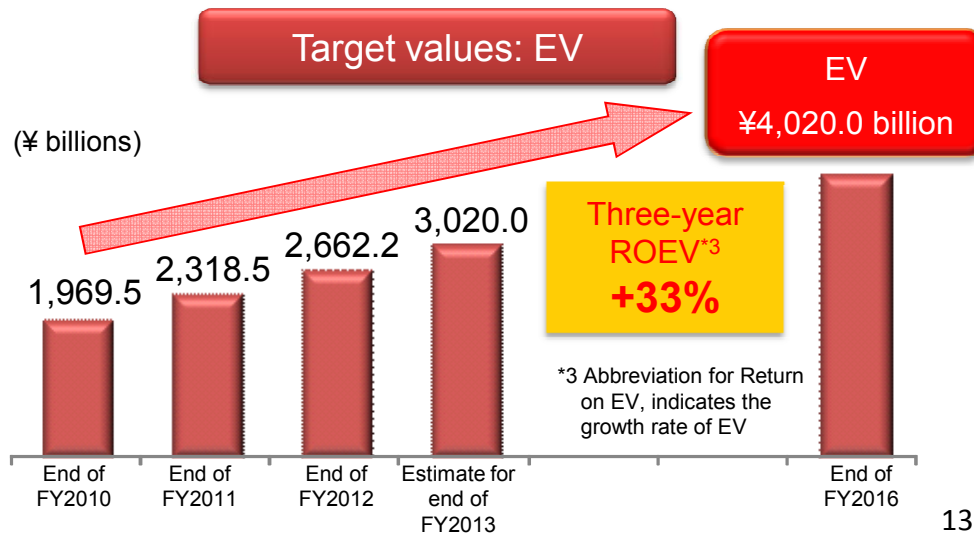 Target values: EV
EV
¥4,020.0 billion
(¥ billions)
1,969.5
2,318.5
2,662.2
3,020.0
Three-year
ROEV*3
+33%
*3 Abbreviation for Return
on EV, indicates the
growth rate of EV
End of
FY2010
End of
FY2011
End of
FY2012
Estimate for
end of
FY2013
End of
FY2016
13